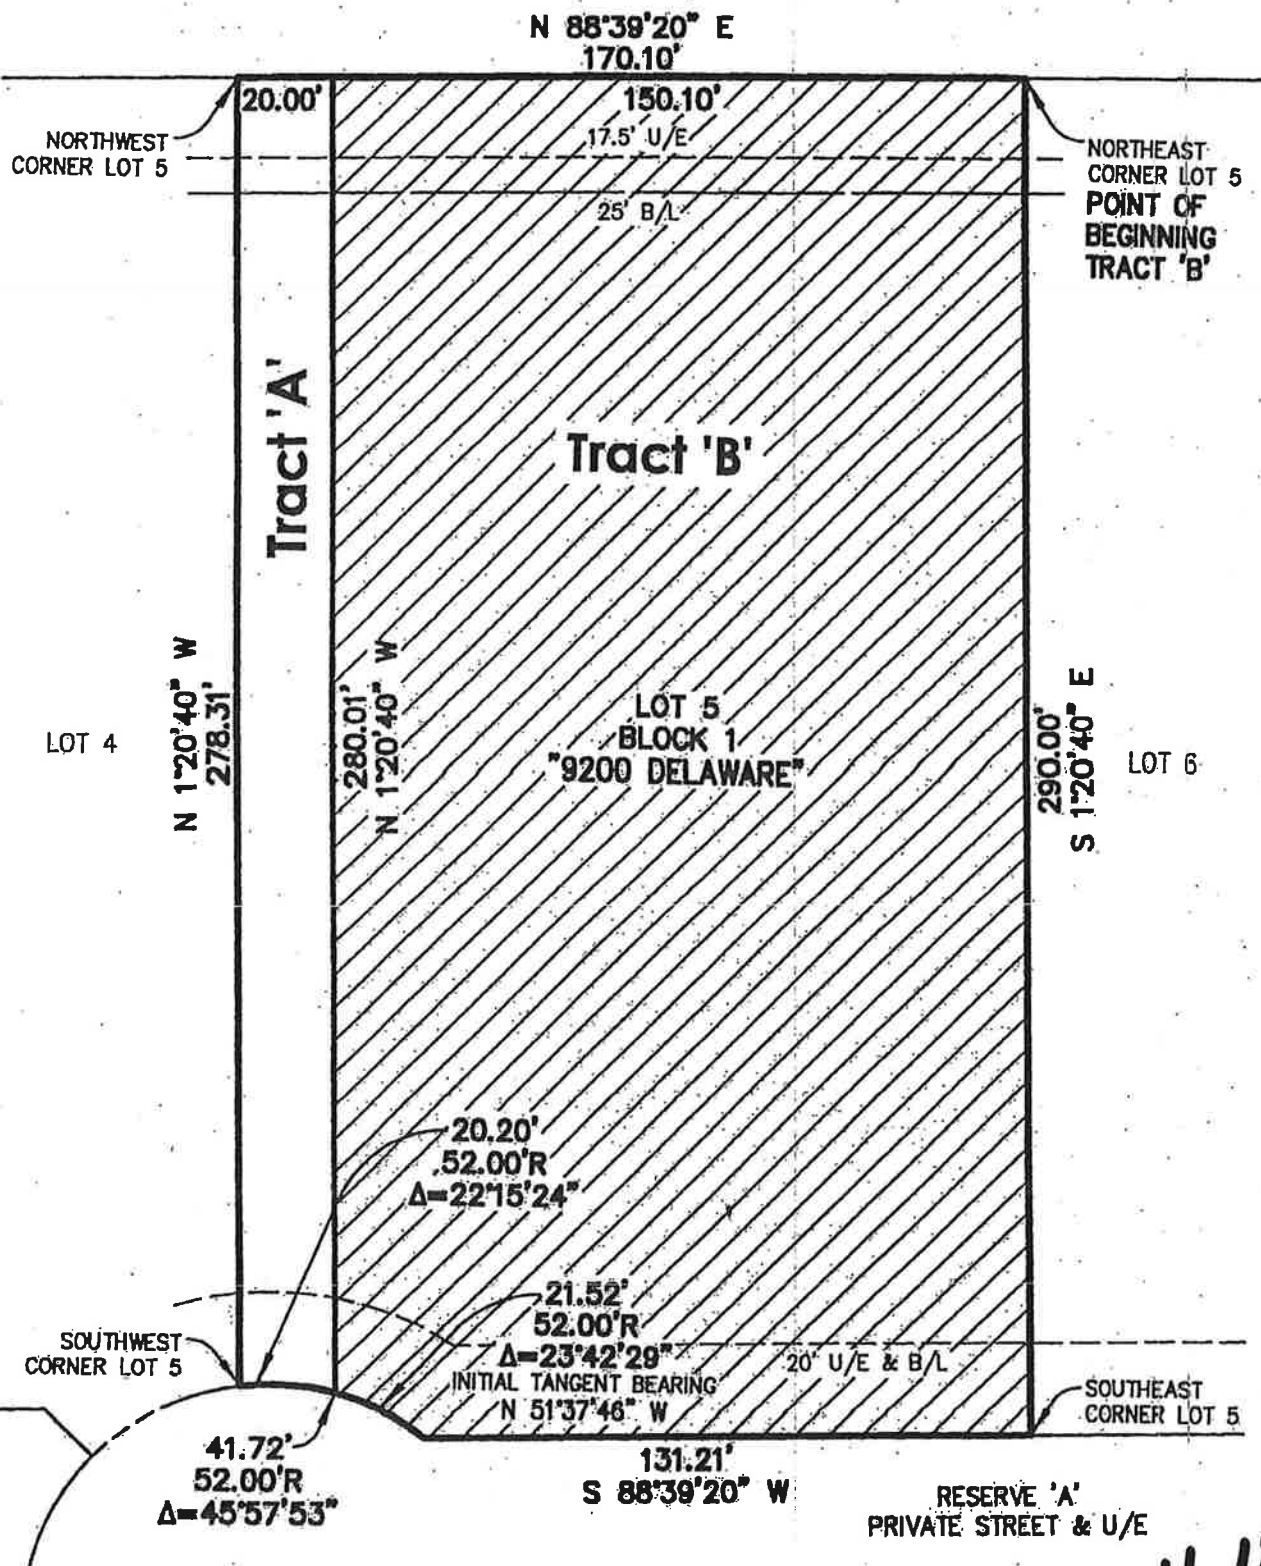 N 88°39'20" E
170.10'
20.00'
150.10'
17.5' U/E
NORTHWEST
CORNER LOT 5
25' B/L
NORTHEAST
CORNER LOT 5
POINT OF
BEGINNING
TRACT 'B'
Tract 'A'
Tract 'B'
LOT 4
N 1°20'40" W
278.31'
280.01'
N 1°20'40" W
LOT 5
BLOCK 1
"9200 DELAWARE"
290.00'
S 1°20'40" E
LOT 6
20.20'
52.00'R
Δ=22°15'24"
21.52'
52.00'R
Δ=23°42'29"
INITIAL TANGENT BEARING
N 51°37'46" W
20' U/E & B/L
SOUTHWEST
CORNER LOT 5
SOUTHEAST
CORNER LOT 5
41.72'
52.00'R
Δ=45°57'53"
131.21'
S 88°39'20" W
RESERVE 'A'
PRIVATE STREET & U/E